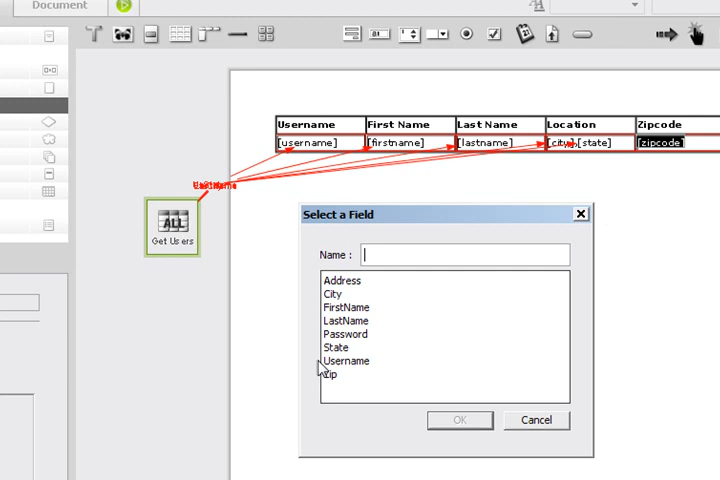 Document
Username First Name Last Name Location Zipcode
[username] [firstname] [lastname] [city],[state] [zipcode]
ALL
Get Users
Select a Field
Name :
Address
City
FirstName
LastName
Password
State
Username
Zip
OK Cancel